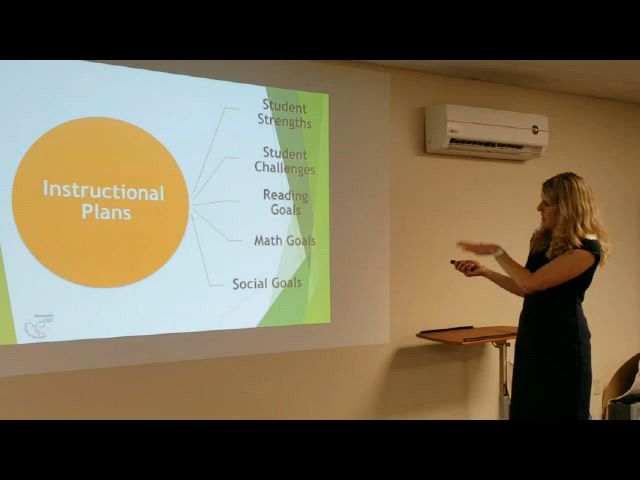 Instructional
Plans
Student
Strengths
Student
Challenges
Reading
Goals
Math Goals
Social Goals